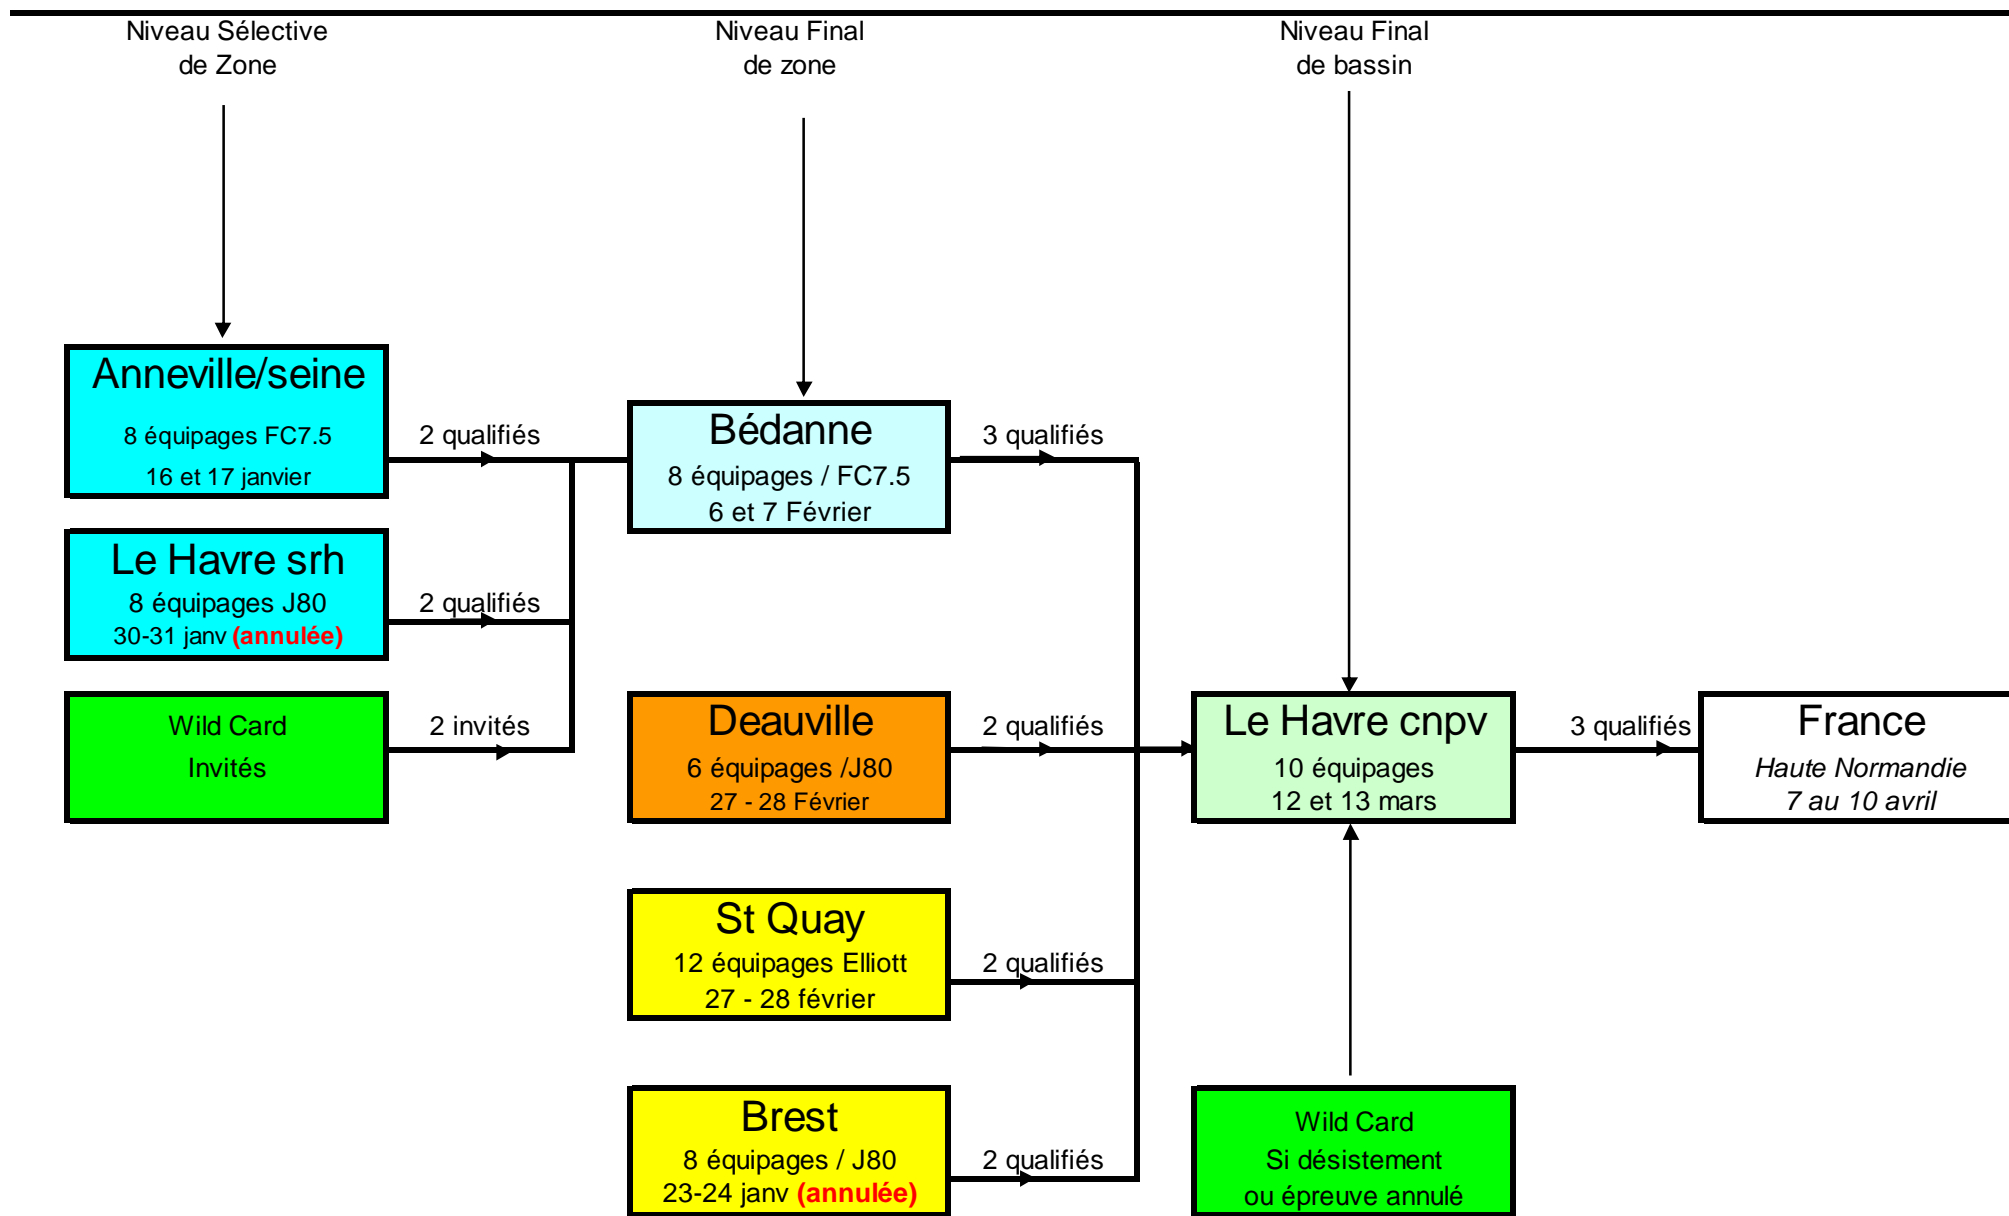 Niveau Sélective
de Zone
Niveau Final
de zone
Niveau Final
de bassin
Anneville/seine
8 équipages FC7.5
16 et 17 janvier
2 qualifiés
Le Havre srh
8 équipages J80
30-31 janv (annulée)
2 qualifiés
Wild Card
Invités
2 invités
Bédanne
8 équipages / FC7.5
6 et 7 Février
3 qualifiés
Deauville
6 équipages /J80
27 - 28 Février
2 qualifiés
St Quay
12 équipages Elliott
27 - 28 février
2 qualifiés
Brest
8 équipages / J80
23-24 janv (annulée)
2 qualifiés
Le Havre cnpv
10 équipages
12 et 13 mars
3 qualifiés
Wild Card
Si désistement
ou épreuve annulé
France
Haute Normandie
7 au 10 avril